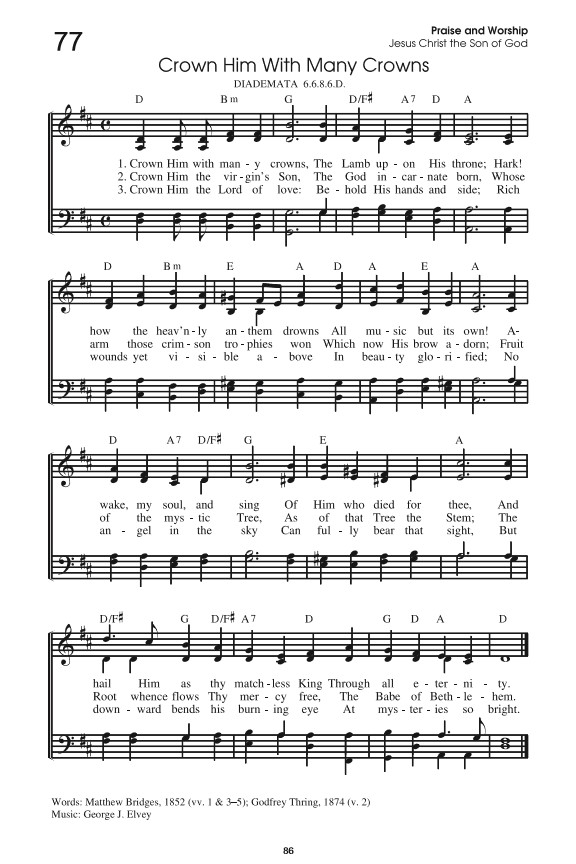 77
Praise and Worship
Jesus Christ the Son of God
Crown Him With Many Crowns
DIADEMATA 6.6.8.6.D.
D Bm G D/F♯ A7 D A
1. Crown Him with man - y crowns, The Lamb up - on His throne; Hark!
2. Crown Him the vir - gin's Son, The God in - car - nate born, Whose
3. Crown Him the Lord of love: Be - hold His hands and side; Rich
D Bm E A D A E A
how the heav'n - ly an - them drowns All mu - sic but its own! A-
arm those crim - son tro - phies won Which now His brow a - dorn; Fruit
wounds yet vi - si - ble a - bove In beau - ty glo - ri - fied; No
D A7 D/F♯ G E A
wake, my soul, and sing Of Him who died for thee, And
of the mys - tic Tree, As of that Tree the Stem; The
an - gel in the sky Can ful - ly bear that sight, But
D/F♯ G D/F♯ A7 D G D A D
hail Him as thy match - less King Through all e - ter - ni - ty.
Root whence flows Thy mer - cy free, The Babe of Beth - le - hem.
down - ward bends his burn - ing eye At mys - ter - ies so bright.
Words: Matthew Bridges, 1852 (vv. 1 & 3–5); Godfrey Thring, 1874 (v. 2)
Music: George J. Elvey
86